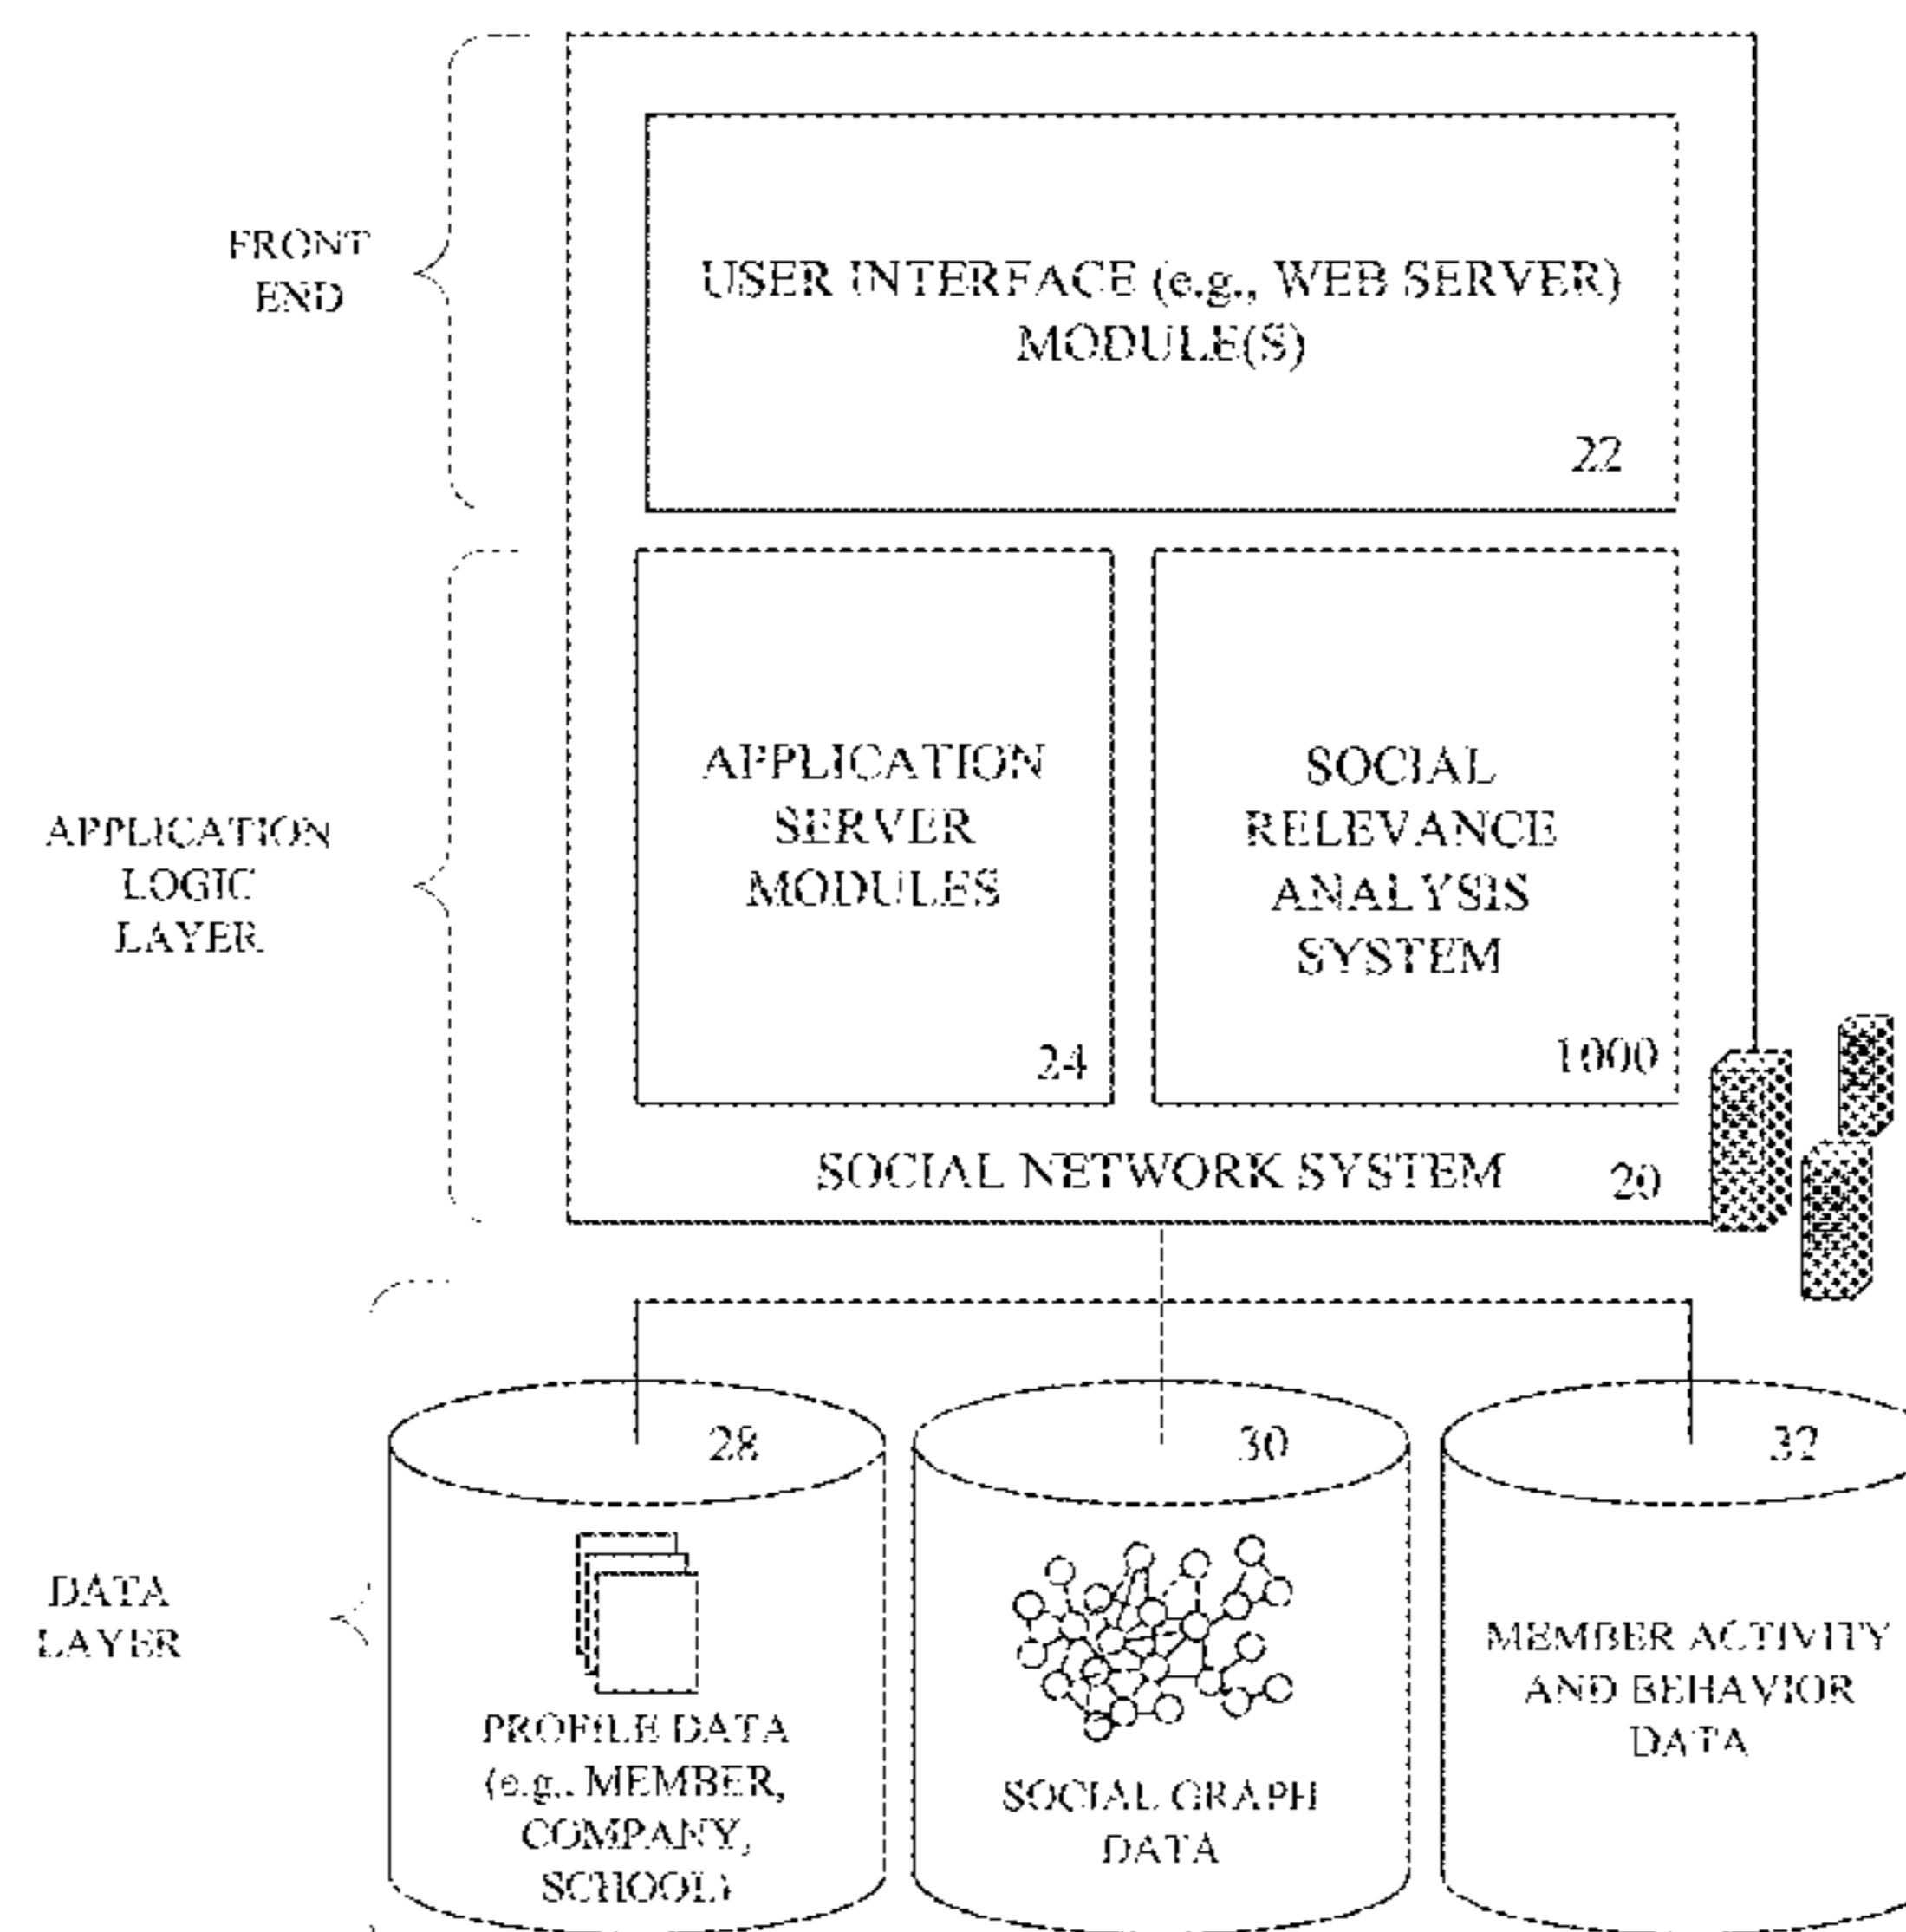 FRONT
END
USER INTERFACE (e.g., WEB SERVER)
MODULE(S)
22
APPLICATION
LOGIC
LAYER
APPLICATION
SERVER
MODULES
24
SOCIAL
RELEVANCE
ANALYSIS
SYSTEM
1000
SOCIAL NETWORK SYSTEM
20
DATA
LAYER
28
PROFILE DATA
(e.g., MEMBER,
COMPANY,
SCHOOL)
30
SOCIAL GRAPH
DATA
32
MEMBER ACTIVITY
AND BEHAVIOR
DATA